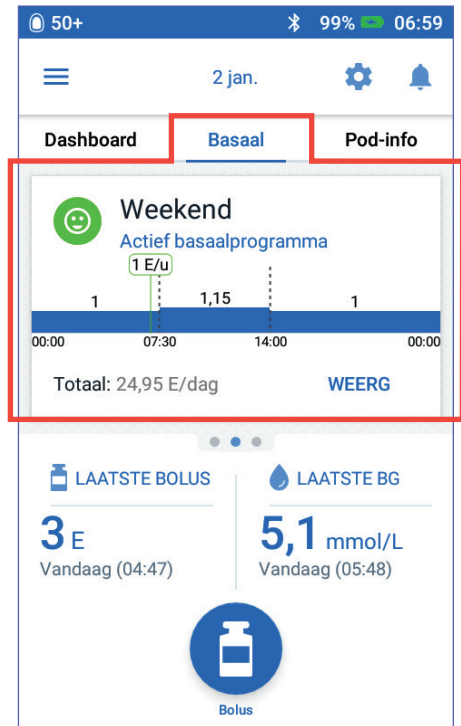 50+ 99% 06:59
2 jan.
Dashboard Basaal Pod-info
Weekend
Actief basaalprogramma
1 E/u
1 1,15 1
00:00 07:30 14:00 00:00
Totaal: 24,95 E/dag WEERG
LAATSTE BOLUS LAATSTE BG
3 E 5,1 mmol/L
Vandaag (04:47) Vandaag (05:48)
Bolus